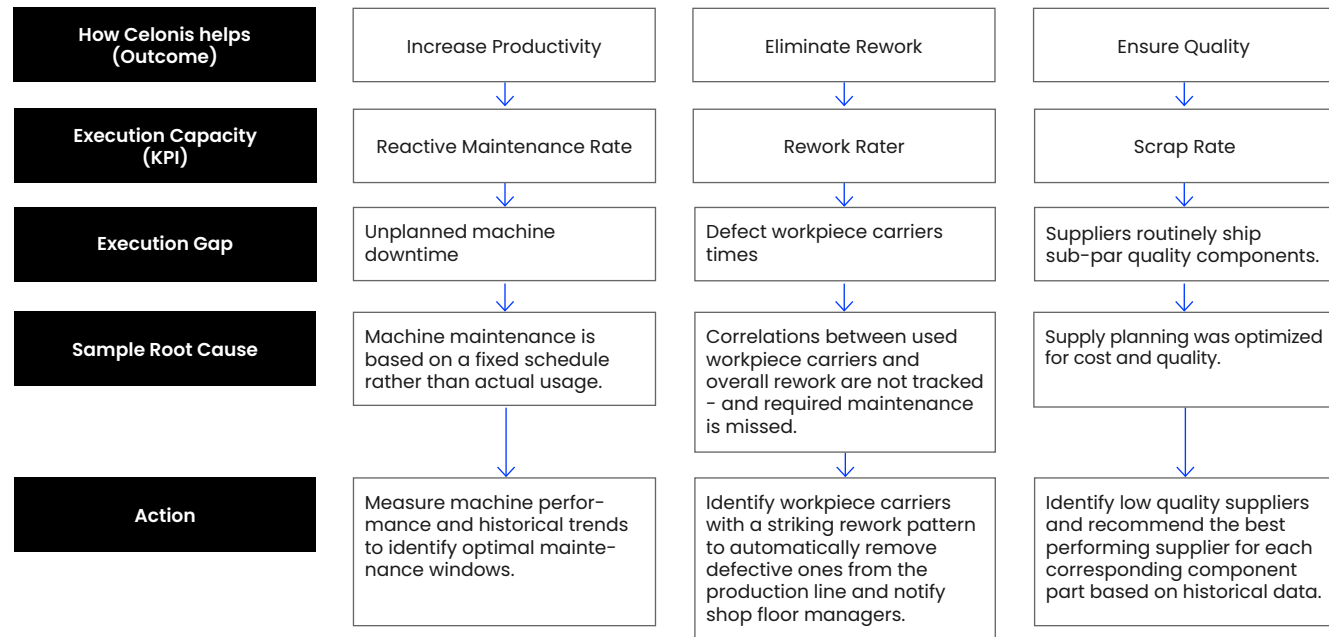 How Celonis helps
(Outcome)
Increase Productivity
Eliminate Rework
Ensure Quality
Execution Capacity
(KPI)
Reactive Maintenance Rate
Rework Rater
Scrap Rate
Execution Gap
Unplanned machine
downtime
Defect workpiece carriers
times
Suppliers routinely ship
sub-par quality components.
Sample Root Cause
Machine maintenance is
based on a fixed schedule
rather than actual usage.
Correlations between used
workpiece carriers and
overall rework are not tracked
- and required maintenance
is missed.
Supply planning was optimized
for cost and quality.
Action
Measure machine perfor-
mance and historical trends
to identify optimal mainte-
nance windows.
Identify workpiece carriers
with a striking rework pattern
to automatically remove
defective ones from the
production line and notify
shop floor managers.
Identify low quality suppliers
and recommend the best
performing supplier for each
corresponding component
part based on historical data.